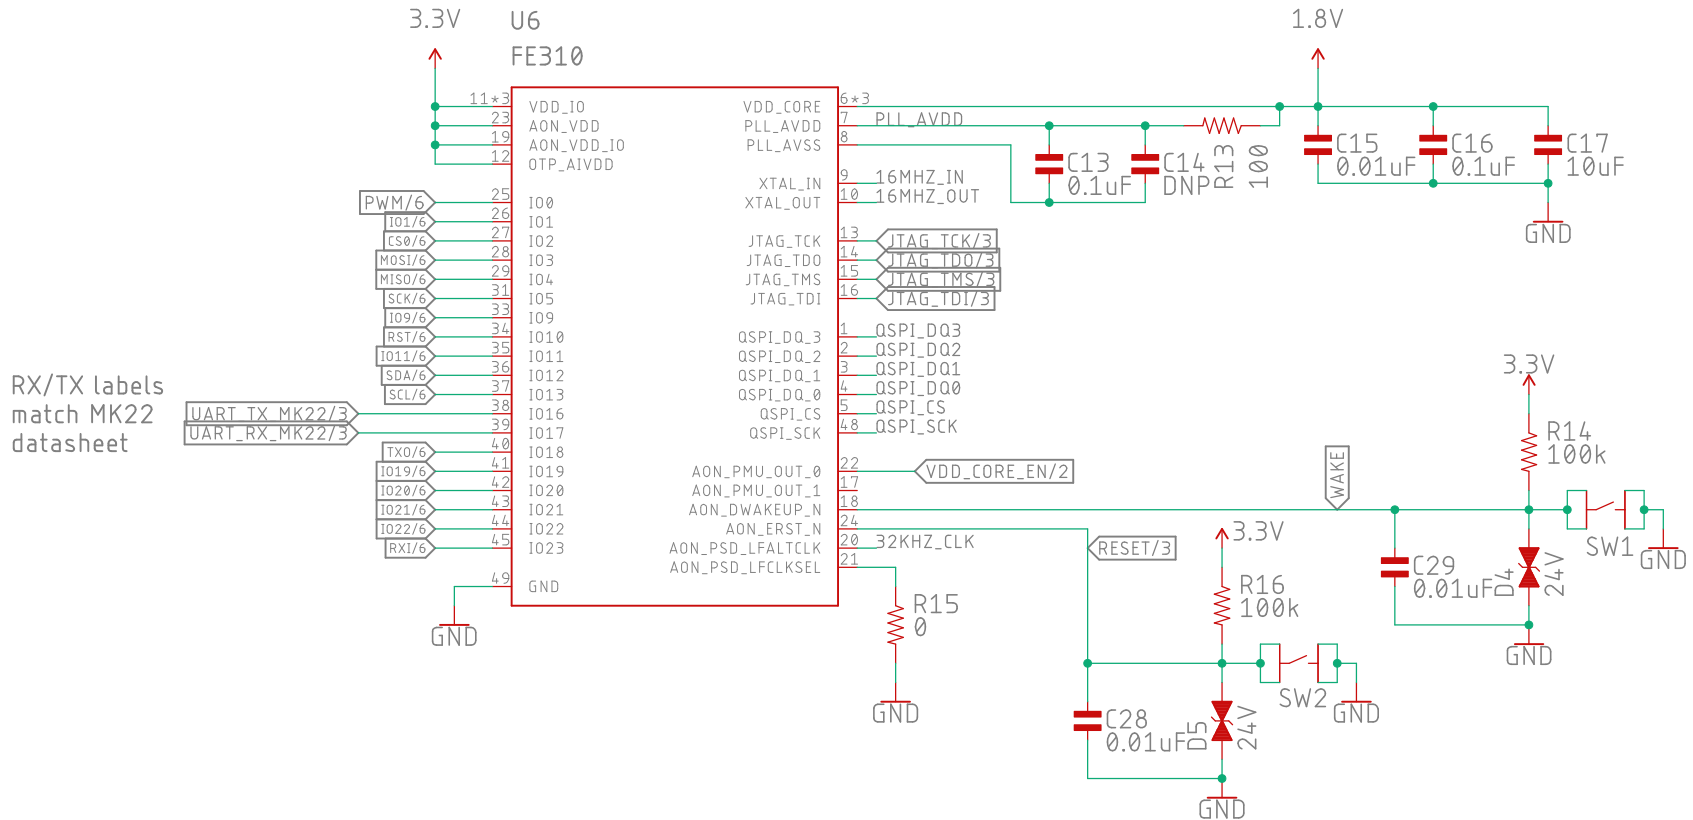 3.3V
U6
FE310
1.8V
11*3
VDD_IO
23
AON_VDD
19
AON_VDD_IO
12
OTP_AIVDD
PWM/6
25
IO0
IO1/6
26
IO1
CS0/6
27
IO2
MOSI/6
28
IO3
MISO/6
29
IO4
SCK/6
31
IO5
IO9/6
33
IO9
RST/6
34
IO10
IO11/6
35
IO11
SDA/6
36
IO12
SCL/6
37
IO13
RX/TX labels
match MK22
datasheet
UART_TX_MK22/3
38
IO16
UART_RX_MK22/3
39
IO17
TXO/6
40
IO18
IO19/6
41
IO19
IO20/6
42
IO20
IO21/6
43
IO21
IO22/6
44
IO22
RXI/6
45
IO23
49
GND
GND
VDD_CORE
6*3
PLL_AVDD
7
PLL_AVDD
PLL_AVSS
8
XTAL_IN
9
16MHZ_IN
XTAL_OUT
10
16MHZ_OUT
JTAG_TCK
13
JTAG_TCK/3
JTAG_TDO
14
JTAG_TDO/3
JTAG_TMS
15
JTAG_TMS/3
JTAG_TDI
16
JTAG_TDI/3
QSPI_DQ_3
1
QSPI_DQ3
QSPI_DQ_2
2
QSPI_DQ2
QSPI_DQ_1
3
QSPI_DQ1
QSPI_DQ_0
4
QSPI_DQ0
QSPI_CS
5
QSPI_CS
QSPI_SCK
48
QSPI_SCK
AON_PMU_OUT_0
22
VDD_CORE_EN/2
AON_PMU_OUT_1
17
AON_DWAKEUP_N
18
AON_ERST_N
24
AON_PSD_LFALTCLK
20
32KHZ_CLK
AON_PSD_LFCLKSEL
21
C13
0.1uF
C14
DNP
R13
100
C15
0.01uF
C16
0.1uF
C17
10uF
GND
3.3V
R14
100k
WAKE
SW1
GND
C29
0.01uF
D4
24V
GND
RESET/3
3.3V
R16
100k
R15
0
GND
SW2
GND
C28
0.01uF
D5
24V
GND